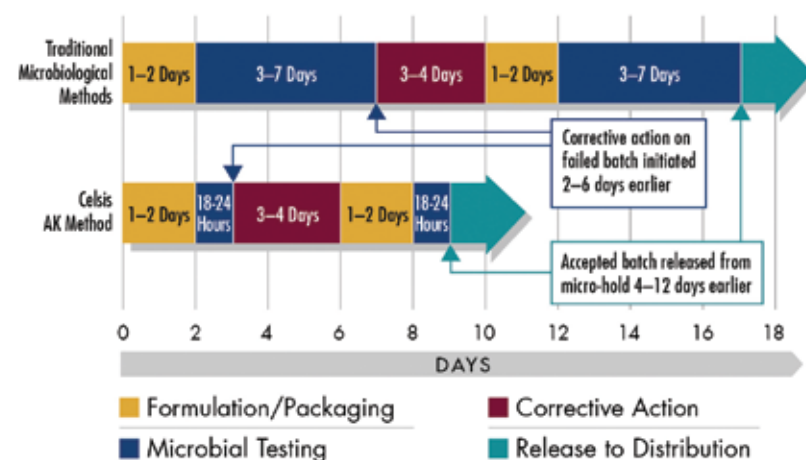 Traditional
Microbiological
Methods
1–2 Days
3–7 Days
3–4 Days
1–2 Days
3–7 Days
Corrective action on
failed batch initiated
2–6 days earlier
Celsis
AK Method
1–2 Days
18-24
Hours
3–4 Days
1–2 Days
18-24
Hours
Accepted batch released from
micro-hold 4–12 days earlier
0 2 4 6 8 10 12 14 16 18
DAYS
Formulation/Packaging
Corrective Action
Microbial Testing
Release to Distribution